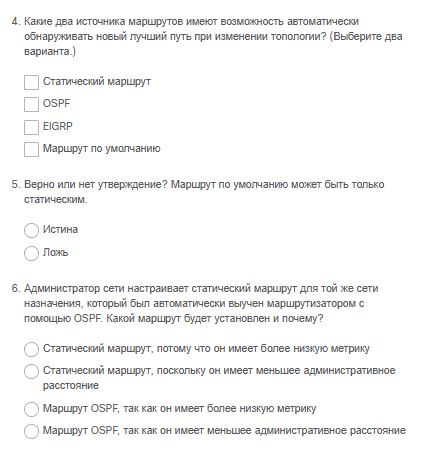 4. Какие два источника маршрутов имеют возможность автоматически
обнаруживать новый лучший путь при изменении топологии? (Выберите два
варианта.)
Статический маршрут
OSPF
EIGRP
Маршрут по умолчанию
5. Верно или нет утверждение? Маршрут по умолчанию может быть только
статическим.
Истина
Ложь
6. Администратор сети настраивает статический маршрут для той же сети
назначения, который был автоматически выучен маршрутизатором с
помощью OSPF. Какой маршрут будет установлен и почему?
Статический маршрут, потому что он имеет более низкую метрику
Статический маршрут, поскольку он имеет меньшее административное
расстояние
Маршрут OSPF, так как он имеет более низкую метрику
Маршрут OSPF, так как он имеет меньшее административное расстояние